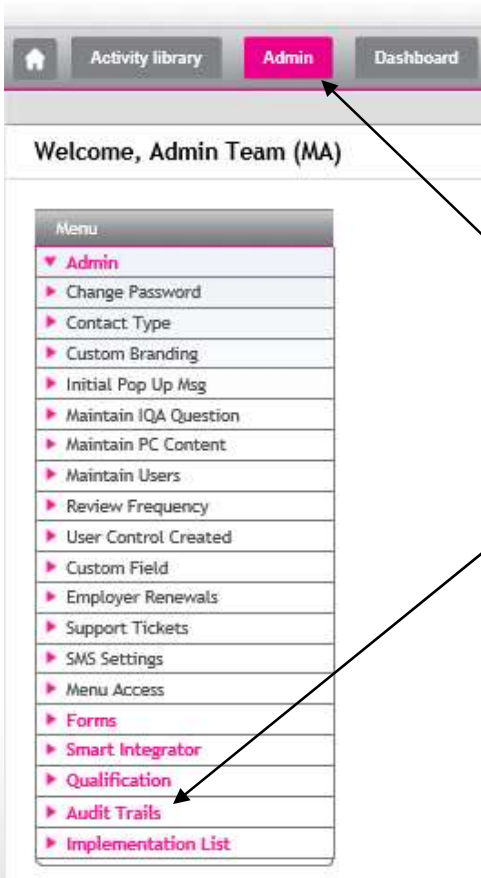 Activity library Admin Dashboard
Welcome, Admin Team (MA)
Menu
Admin
Change Password
Contact Type
Custom Branding
Initial Pop Up Msg
Maintain IQA Question
Maintain PC Content
Maintain Users
Review Frequency
User Control Created
Custom Field
Employer Renewals
Support Tickets
SMS Settings
Menu Access
Forms
Smart Integrator
Qualification
Audit Trails
Implementation List